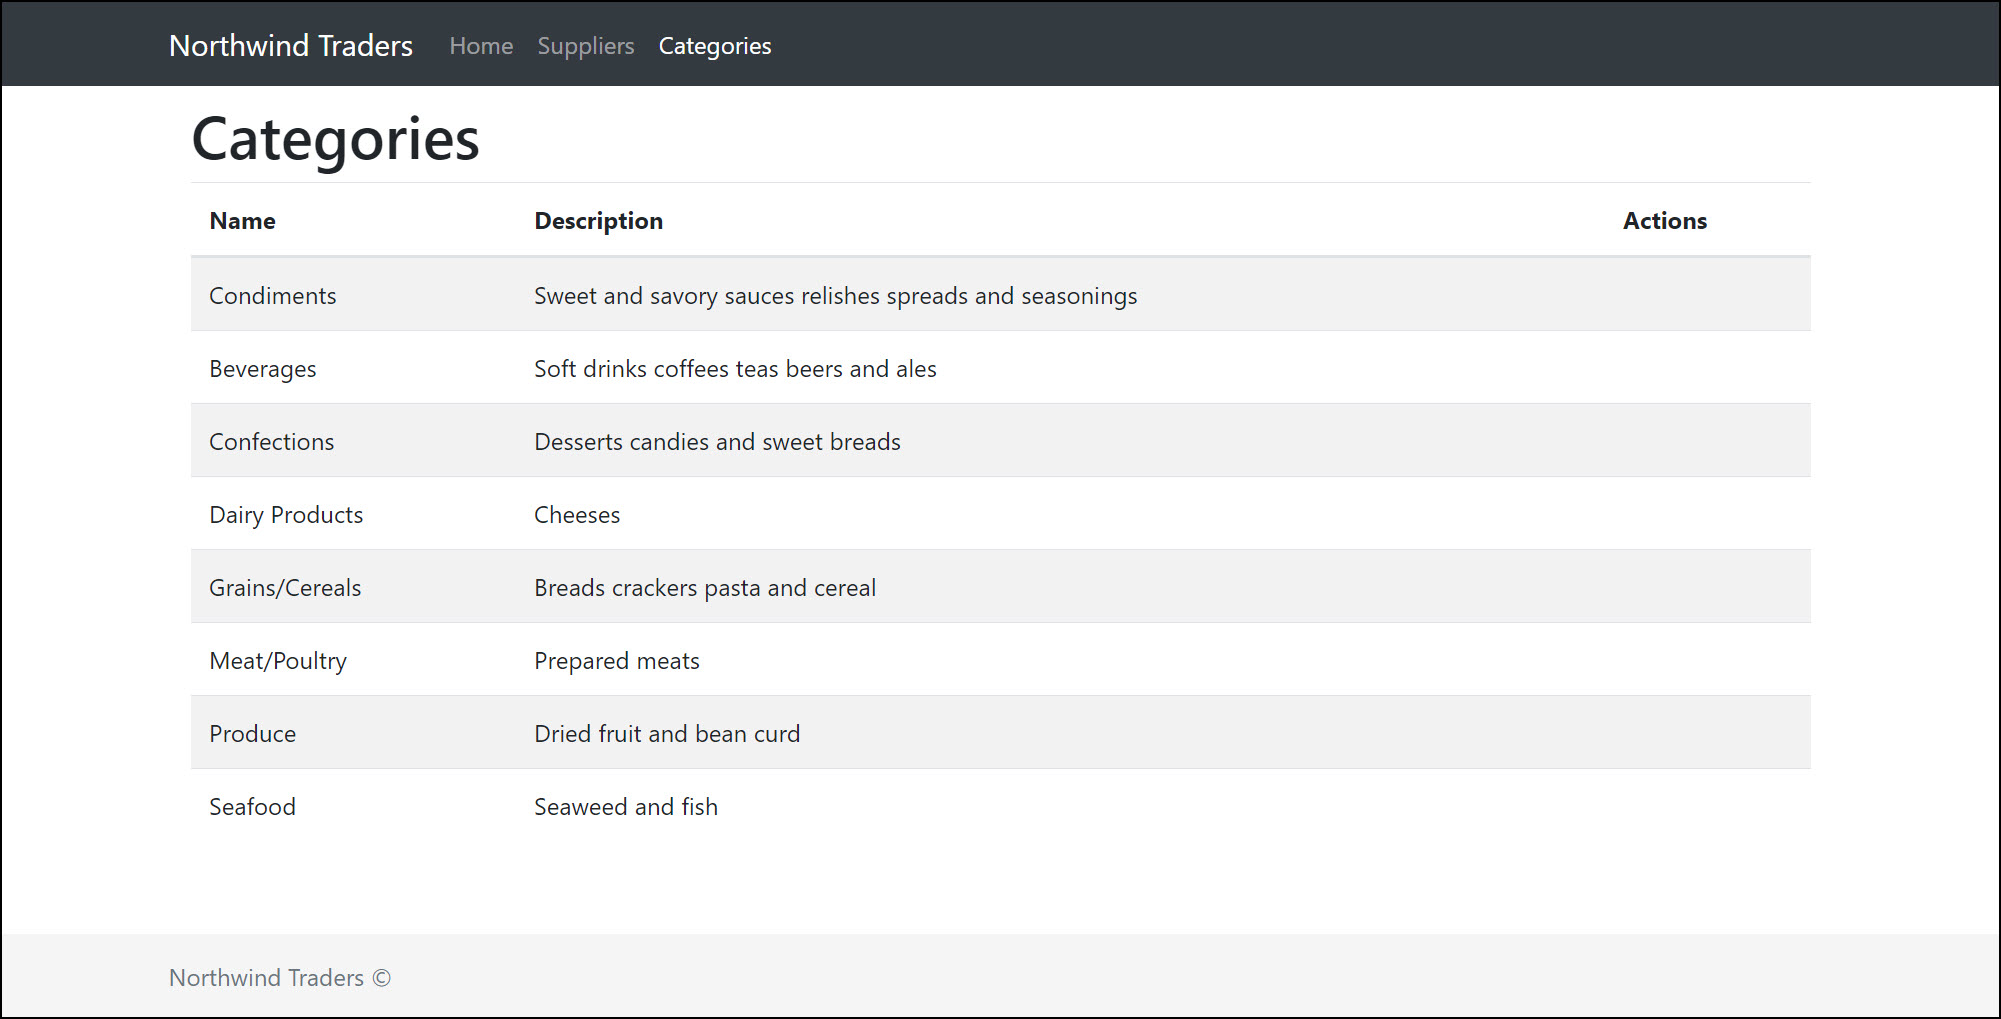 Northwind Traders Home Suppliers Categories
Categories
Name Description Actions
Condiments Sweet and savory sauces relishes spreads and seasonings
Beverages Soft drinks coffees teas beers and ales
Confections Desserts candies and sweet breads
Dairy Products Cheeses
Grains/Cereals Breads crackers pasta and cereal
Meat/Poultry Prepared meats
Produce Dried fruit and bean curd
Seafood Seaweed and fish
Northwind Traders ©